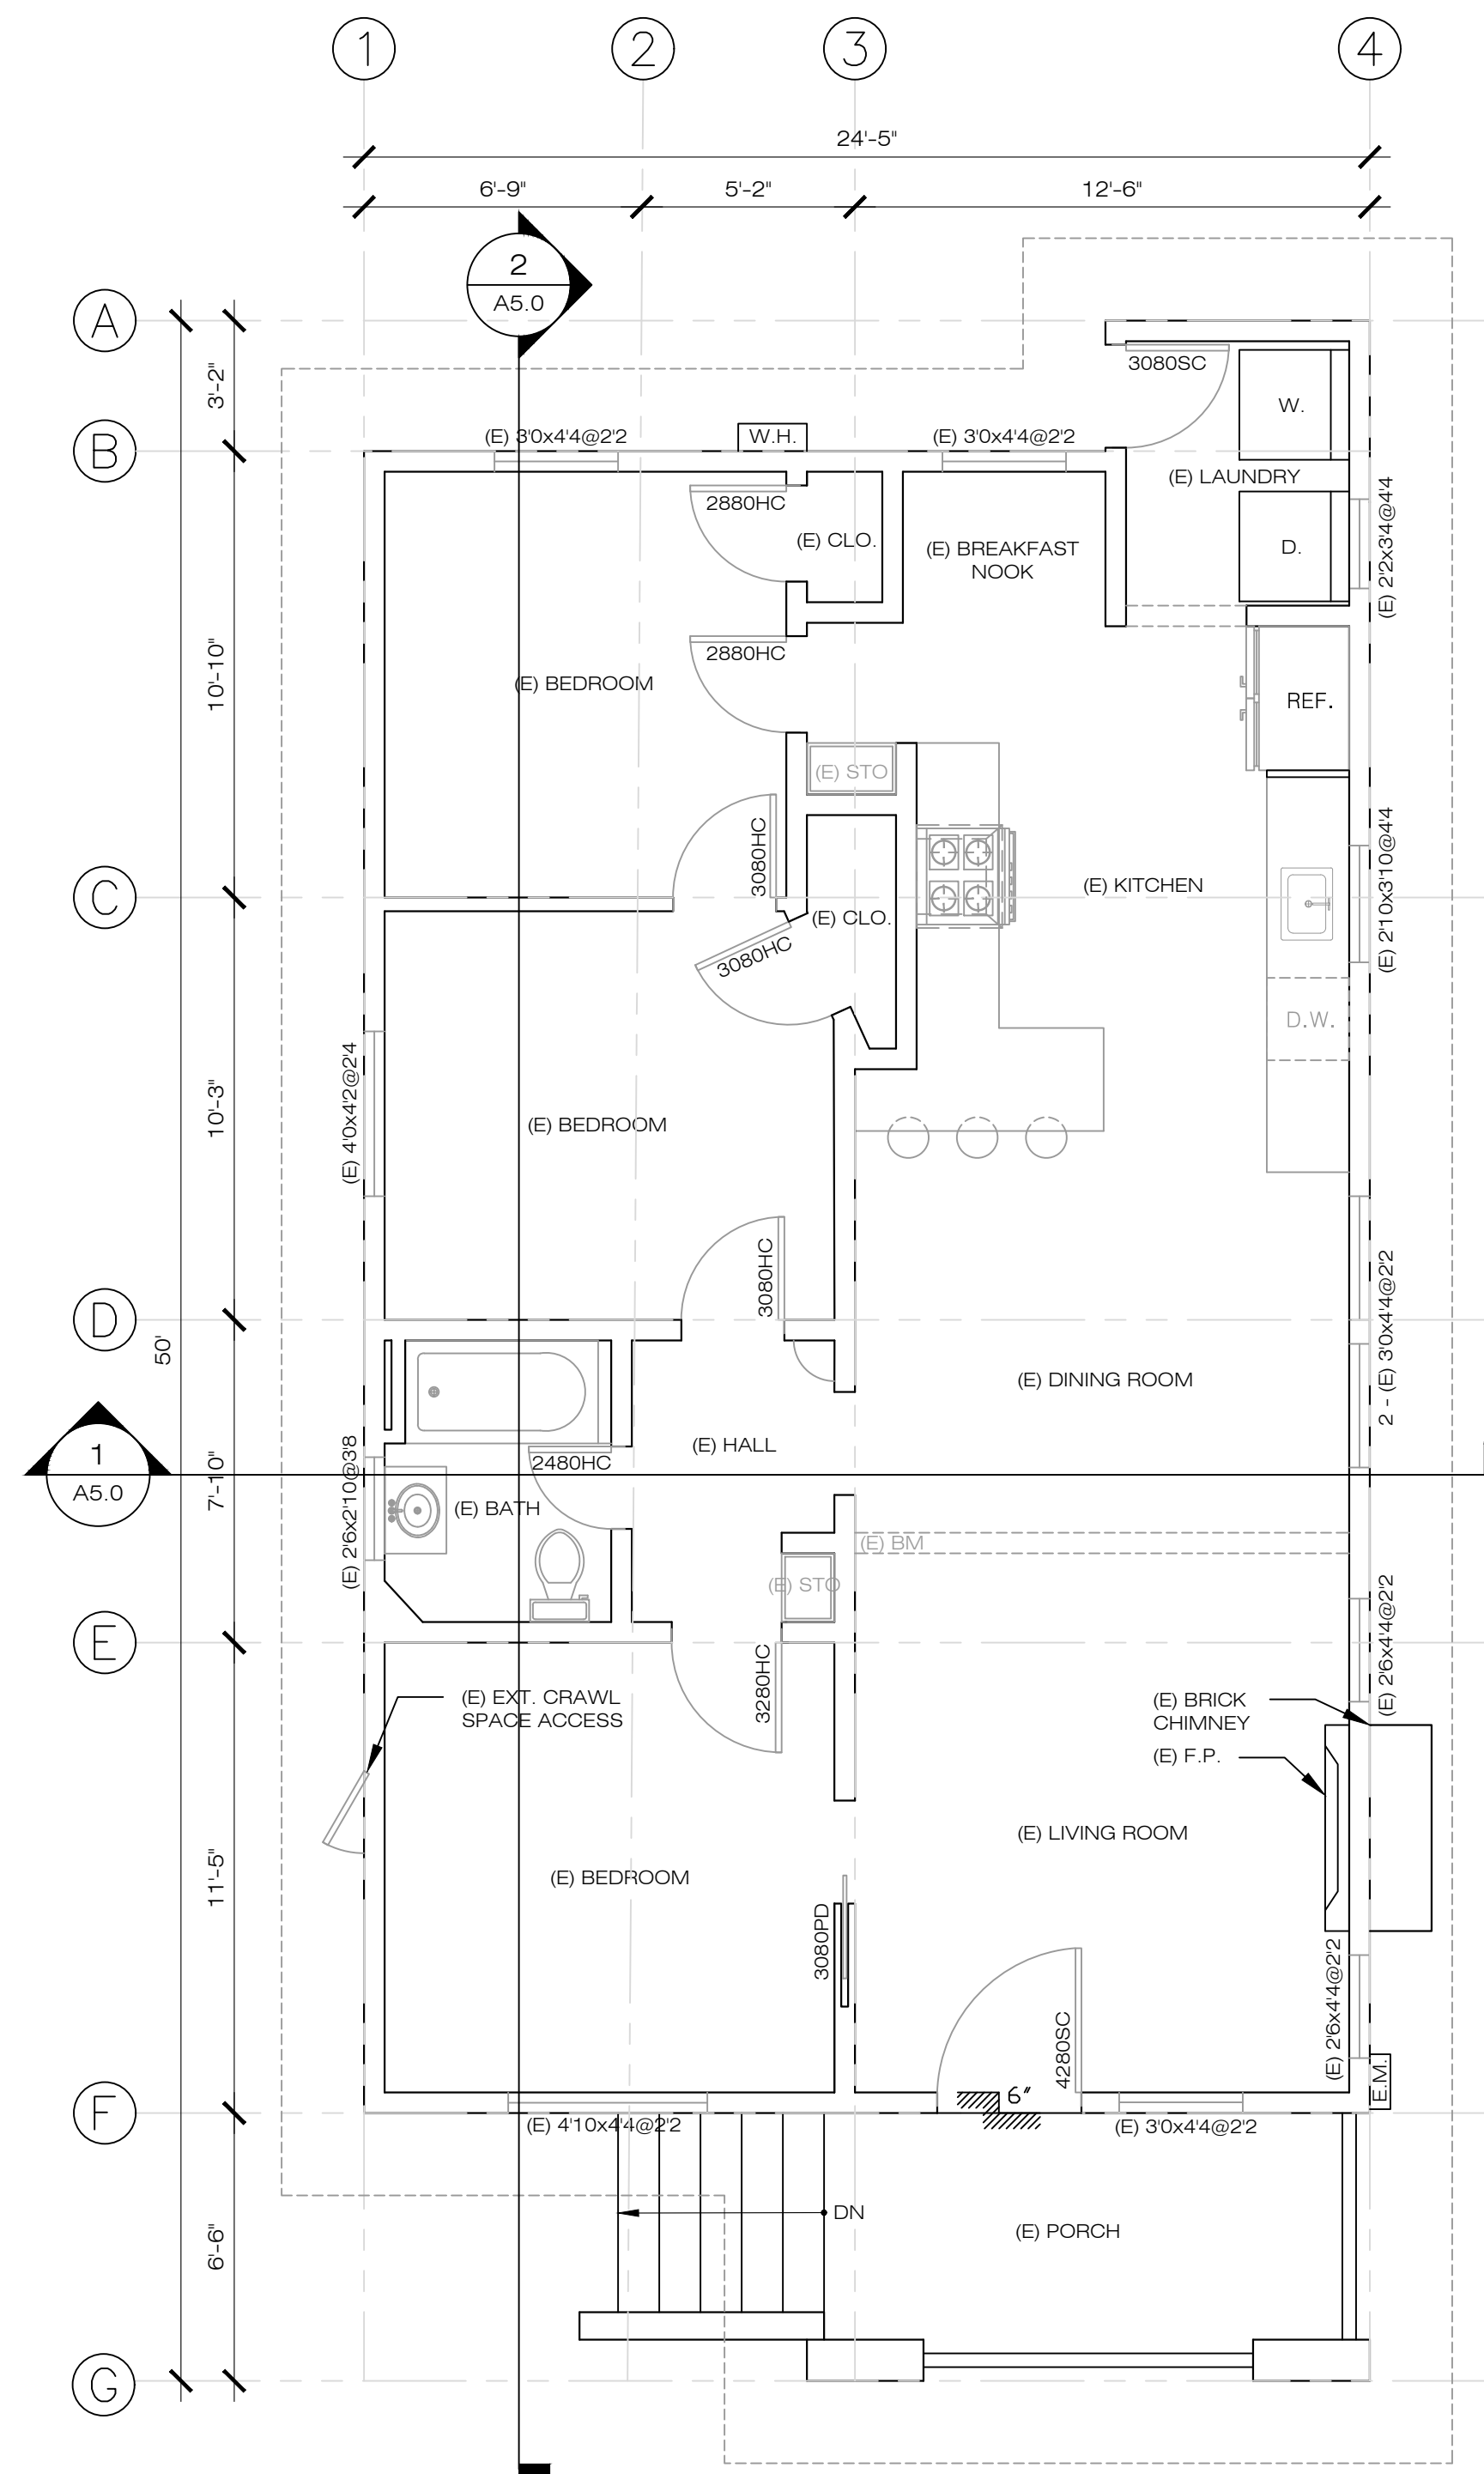 1
2
3
4
24'-5"
6'-9"
5'-2"
12'-6"
2
A5.0
A
3'-2"
3080SC
W.
B
(E) 3'0x4'4@2'2
W.H.
(E) 3'0x4'4@2'2
(E) LAUNDRY
2880HC
(E) CLO.
(E) BREAKFAST
NOOK
D.
(E) 2'2x3'4@4'4
10'-10"
2880HC
(E) BEDROOM
REF.
(E) STO
3080HC
C
(E) KITCHEN
(E) 2'10x3'10@4'4
(E) CLO.
3080HC
D.W.
10'-3"
(E) 4'0x4'2@2'4
(E) BEDROOM
3080HC
D
50'
2 - (E) 3'0x4'4@2'2
(E) DINING ROOM
(E) HALL
1
A5.0
7'-10"
2480HC
(E) 2'6x2'10@3'8
(E) BATH
(E) BM
(E) STO
E
(E) 2'6x4'4@2'2
3280HC
(E) EXT. CRAWL
SPACE ACCESS
(E) BRICK
CHIMNEY
(E) F.P.
(E) LIVING ROOM
11'-5"
(E) BEDROOM
3080PD
(E) 2'6x4'4@2'2
4280SC
E.M.
6"
F
(E) 4'10x4'4@2'2
(E) 3'0x4'4@2'2
DN
(E) PORCH
6'-6"
G